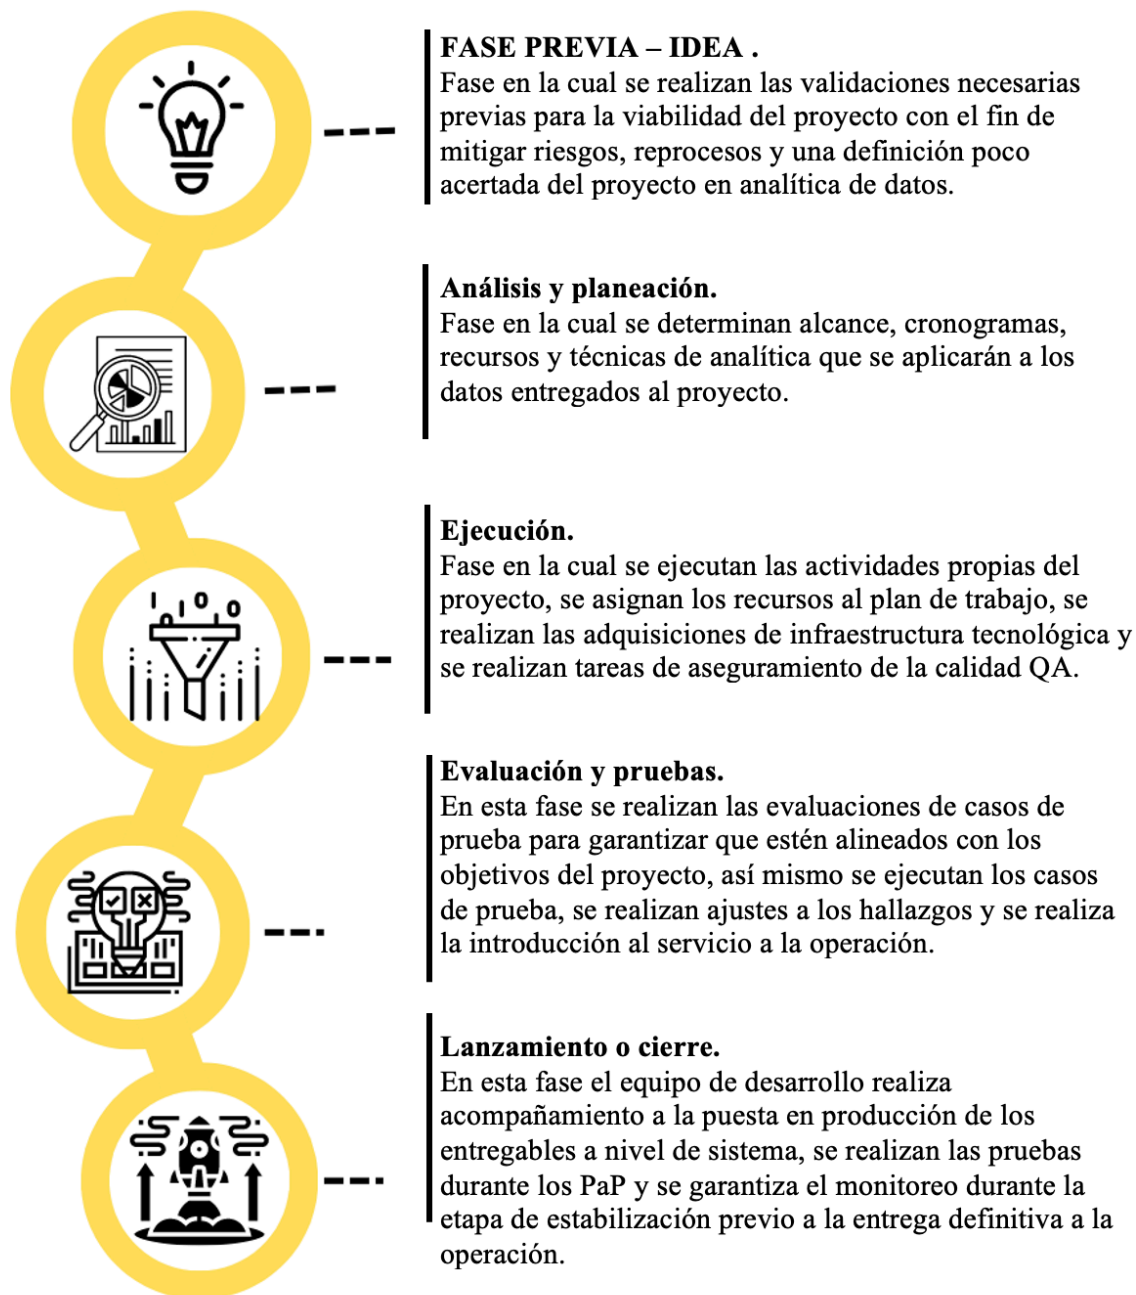 FASE PREVIA – IDEA .
Fase en la cual se realizan las validaciones necesarias
previas para la viabilidad del proyecto con el fin de
mitigar riesgos, reprocesos y una definición poco
acertada del proyecto en analítica de datos.
Análisis y planeación.
Fase en la cual se determinan alcance, cronogramas,
recursos y técnicas de analítica que se aplicarán a los
datos entregados al proyecto.
Ejecución.
Fase en la cual se ejecutan las actividades propias del
proyecto, se asignan los recursos al plan de trabajo, se
realizan las adquisiciones de infraestructura tecnológica y
se realizan tareas de aseguramiento de la calidad QA.
Evaluación y pruebas.
En esta fase se realizan las evaluaciones de casos de
prueba para garantizar que estén alineados con los
objetivos del proyecto, así mismo se ejecutan los casos
de prueba, se realizan ajustes a los hallazgos y se realiza
la introducción al servicio a la operación.
Lanzamiento o cierre.
En esta fase el equipo de desarrollo realiza
acompañamiento a la puesta en producción de los
entregables a nivel de sistema, se realizan las pruebas
durante los PaP y se garantiza el monitoreo durante la
etapa de estabilización previo a la entrega definitiva a la
operación.